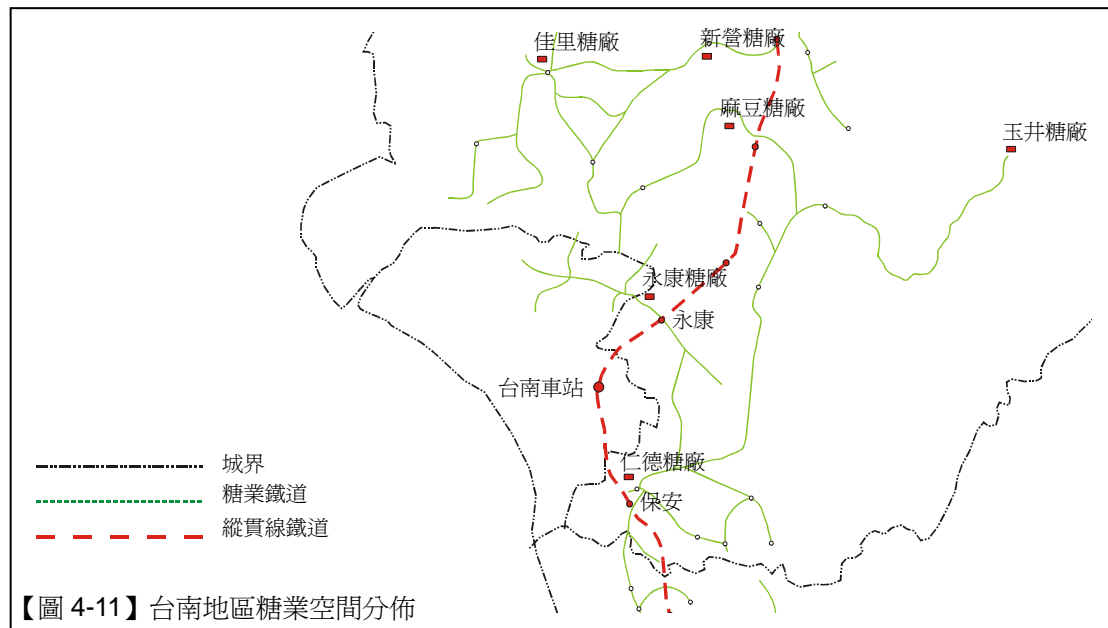 佳里糖廠
新營糖廠
麻豆糖廠
玉井糖廠
永康糖廠
永康
台南車站
仁德糖廠
保安
城界
糖業鐵道
縱貫線鐵道
【圖 4-11】台南地區糖業空間分佈